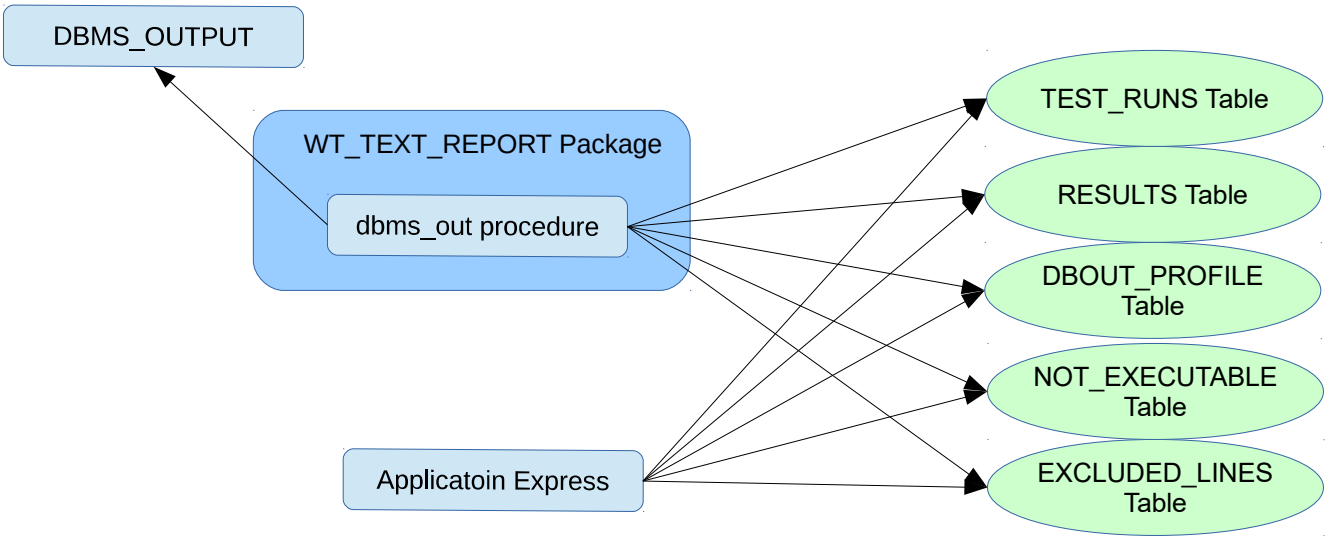 DBMS_OUTPUT
WT_TEXT_REPORT Package
dbms_out procedure
Applicatoin Express
TEST_RUNS Table
RESULTS Table
DBOUT_PROFILE
Table
NOT_EXECUTABLE
Table
EXCLUDED_LINES
Table